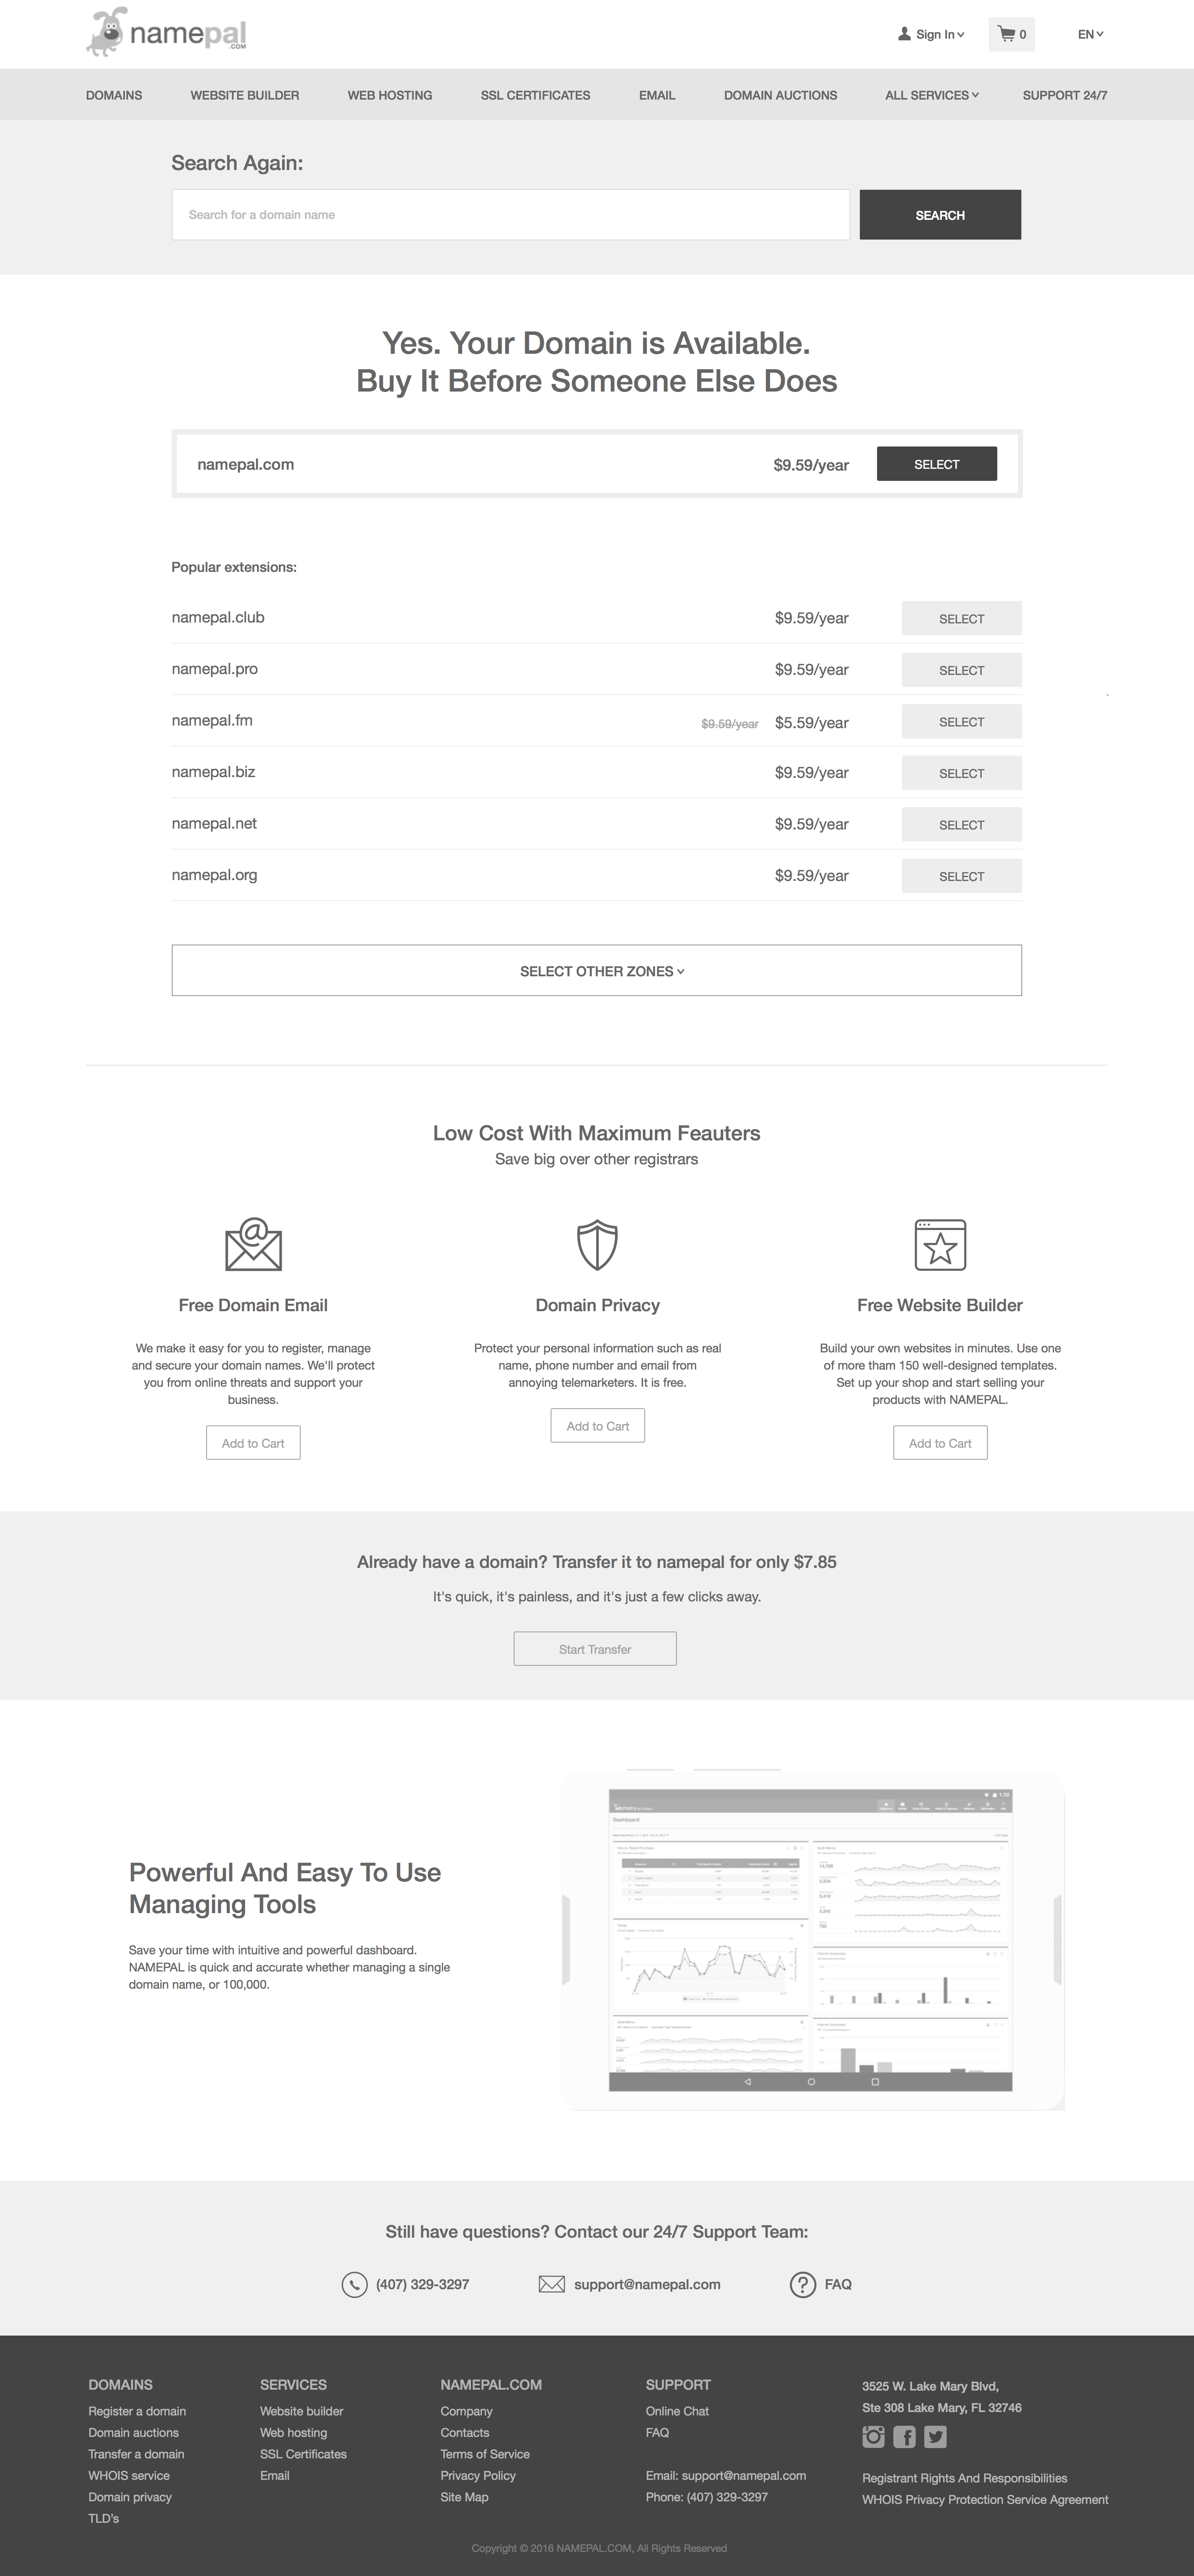 namepal
.COM
Sign In
0
EN
DOMAINS
WEBSITE BUILDER
WEB HOSTING
SSL CERTIFICATES
EMAIL
DOMAIN AUCTIONS
ALL SERVICES
SUPPORT 24/7
Search Again:
Search for a domain name
SEARCH
Yes. Your Domain is Available.
Buy It Before Someone Else Does
namepal.com
$9.59/year
SELECT
Popular extensions:
namepal.club
$9.59/year
SELECT
namepal.pro
$9.59/year
SELECT
namepal.fm
$9.59/year
$5.59/year
SELECT
namepal.biz
$9.59/year
SELECT
namepal.net
$9.59/year
SELECT
namepal.org
$9.59/year
SELECT
SELECT OTHER ZONES
Low Cost With Maximum Feauters
Save big over other registrars
Free Domain Email
We make it easy for you to register, manage
and secure your domain names. We'll protect
you from online threats and support your
business.
Add to Cart
Domain Privacy
Protect your personal information such as real
name, phone number and email from
annoying telemarketers. It is free.
Add to Cart
Free Website Builder
Build your own websites in minutes. Use one
of more tham 150 well-designed templates.
Set up your shop and start selling your
products with NAMEPAL.
Add to Cart
Already have a domain? Transfer it to namepal for only $7.85
It's quick, it's painless, and it's just a few clicks away.
Start Transfer
Powerful And Easy To Use
Managing Tools
Save your time with intuitive and powerful dashboard.
NAMEPAL is quick and accurate whether managing a single
domain name, or 100,000.
Dashboard
Still have questions? Contact our 24/7 Support Team:
(407) 329-3297
support@namepal.com
FAQ
DOMAINS
Register a domain
Domain auctions
Transfer a domain
WHOIS service
Domain privacy
TLD's
SERVICES
Website builder
Web hosting
SSL Certificates
Email
NAMEPAL.COM
Company
Contacts
Terms of Service
Privacy Policy
Site Map
SUPPORT
Online Chat
FAQ
Email: support@namepal.com
Phone: (407) 329-3297
3525 W. Lake Mary Blvd,
Ste 308 Lake Mary, FL 32746
Registrant Rights And Responsibilities
WHOIS Privacy Protection Service Agreement
Copyright © 2016 NAMEPAL.COM, All Rights Reserved